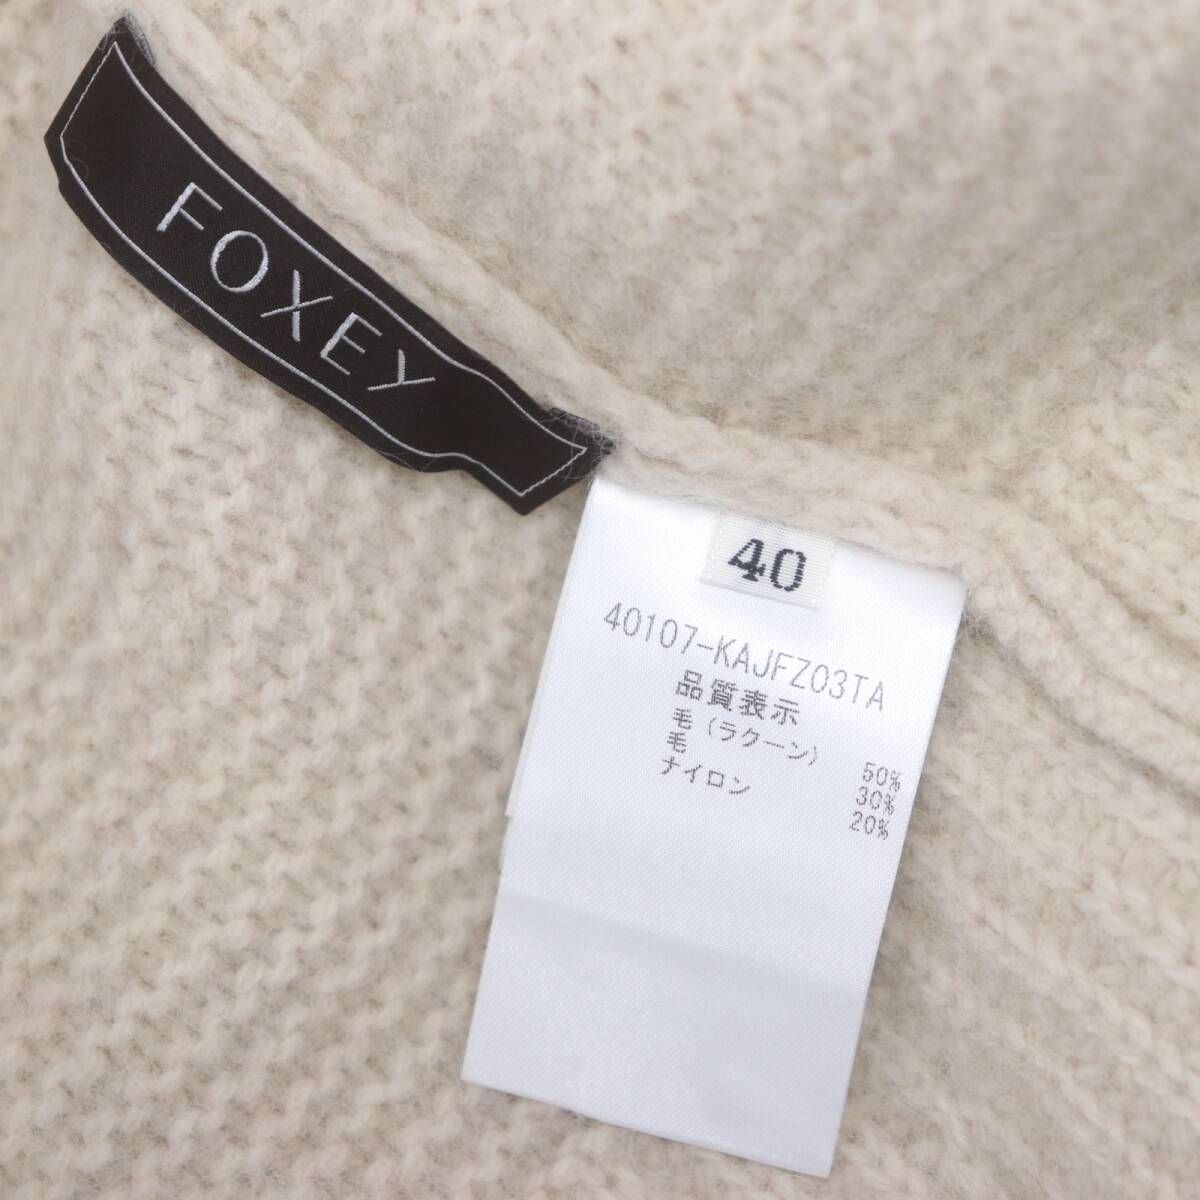 FOXEY
40
40107-KAJFZ03TA
品質表示
毛(ラクーン) 50%
毛 30%
ナイロン 20%